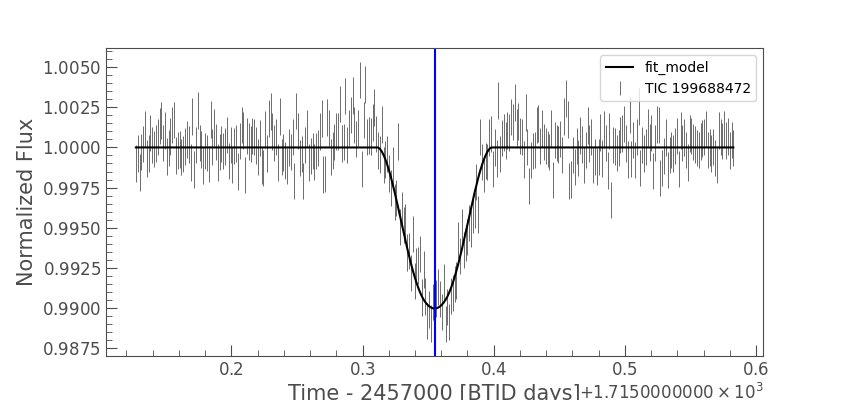 1.0050
1.0025
1.0000
0.9975
0.9950
0.9925
0.9900
0.9875
Normalized Flux
fit_model
TIC 199688472
0.2
0.3
0.4
0.5
0.6
Time - 2457000 [BTJD days]
+1.7150000000 × 10³